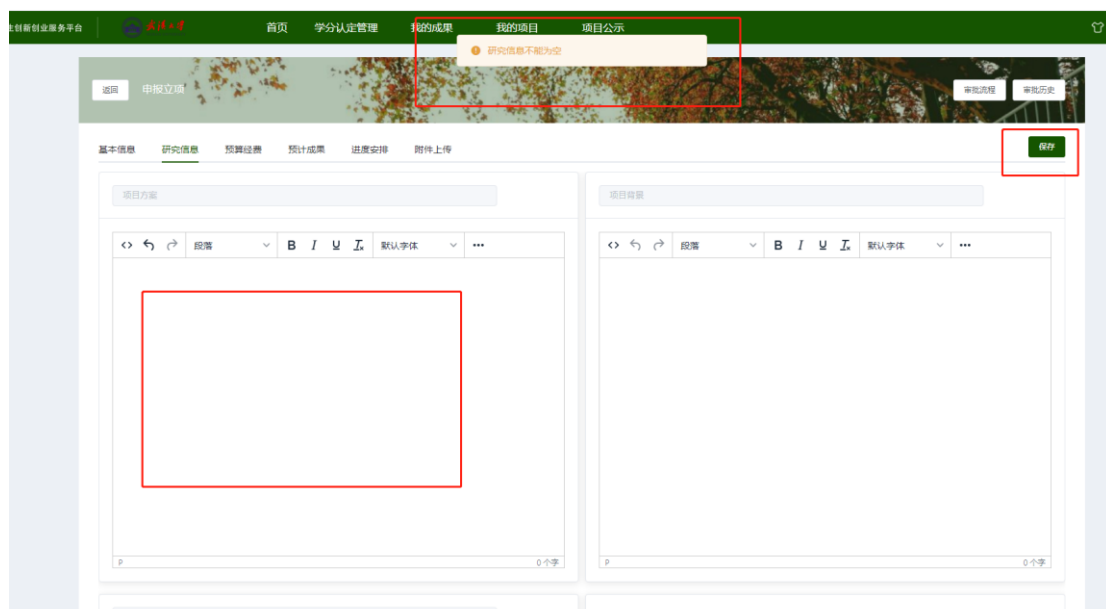 创新创业服务平台
首页 学分认定管理 我的成果 我的项目 项目公示
研究信息不能为空
返回 申报立项 审批流程 审批历史
基本信息 研究信息 预算经费 预计成果 进度安排 附件上传 保存
项目方案 项目背景
段落 B I U Tx 默认字体 ... 段落 B I U Tx 默认字体 ...
P 0个字 P 0个字